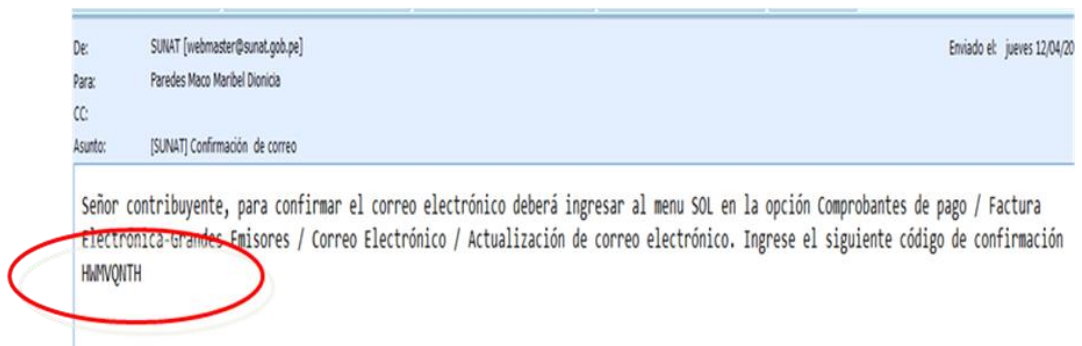 De: SUNAT [webmaster@sunat.gob.pe] Enviado el: jueves 12/04/20
Para: Paredes Maco Maribel Dionicia
CC:
Asunto: [SUNAT] Confirmación de correo
Señor contribuyente, para confirmar el correo electrónico deberá ingresar al menu SOL en la opción Comprobantes de pago / Factura
Electrónica-Grandes Emisores / Correo Electrónico / Actualización de correo electrónico. Ingrese el siguiente código de confirmación
HWMVQNTH